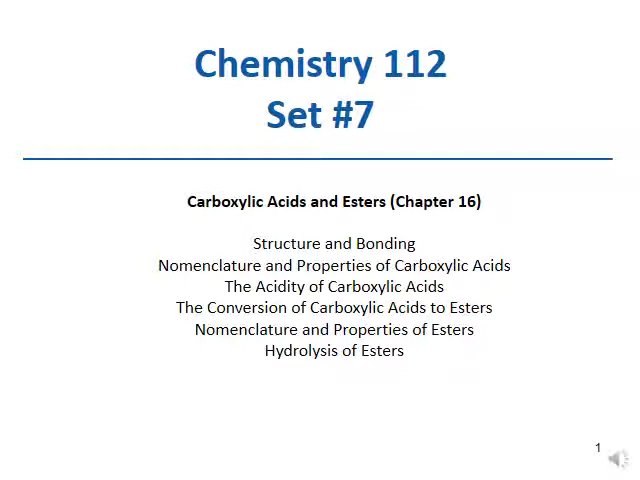 Chemistry 112
Set #7
Carboxylic Acids and Esters (Chapter 16)
Structure and Bonding
Nomenclature and Properties of Carboxylic Acids
The Acidity of Carboxylic Acids
The Conversion of Carboxylic Acids to Esters
Nomenclature and Properties of Esters
Hydrolysis of Esters
1